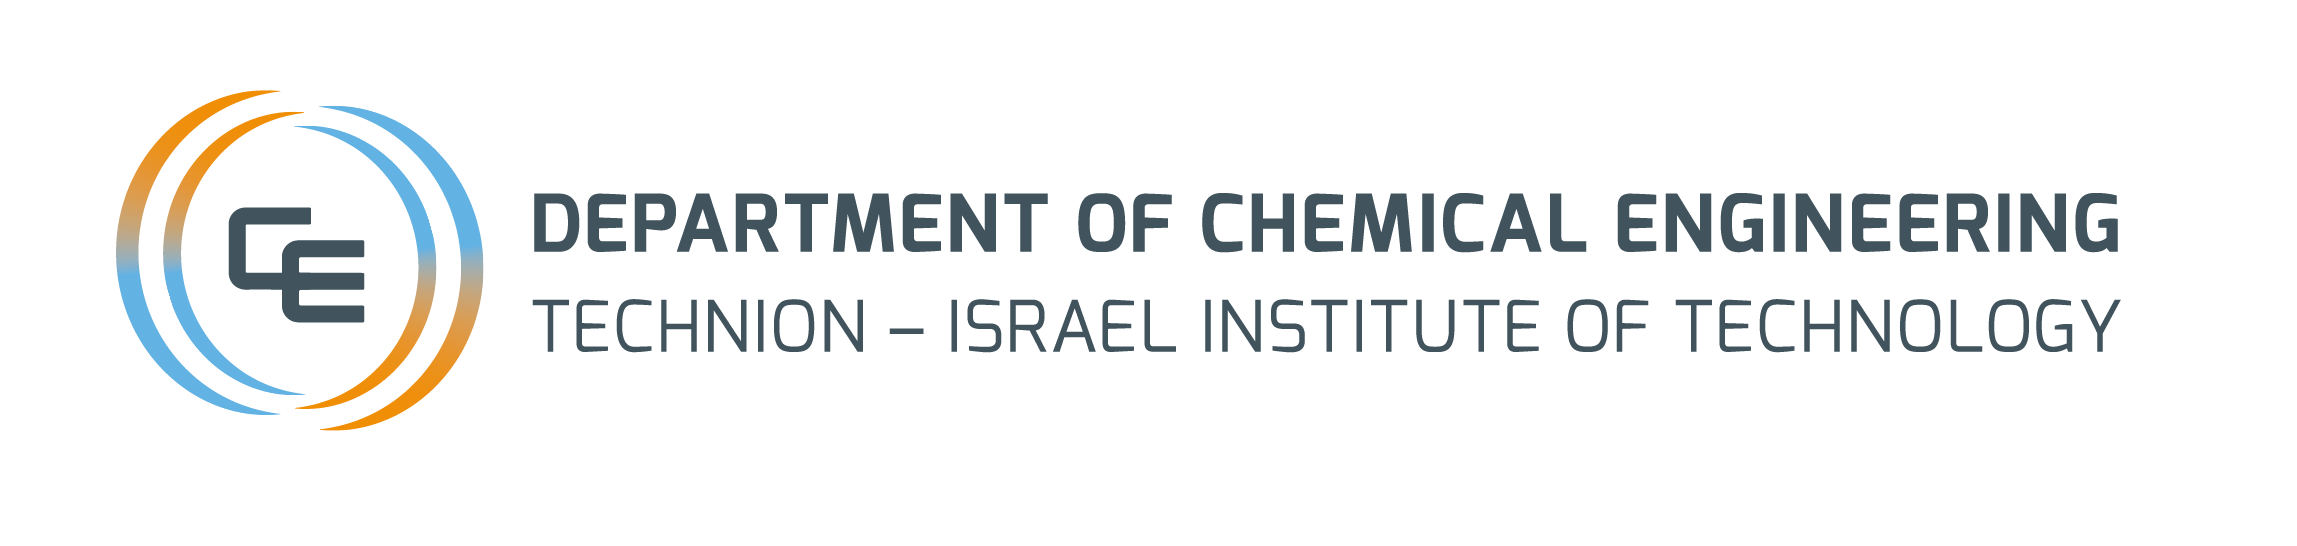 CE
DEPARTMENT OF CHEMICAL ENGINEERING
TECHNION – ISRAEL INSTITUTE OF TECHNOLOGY